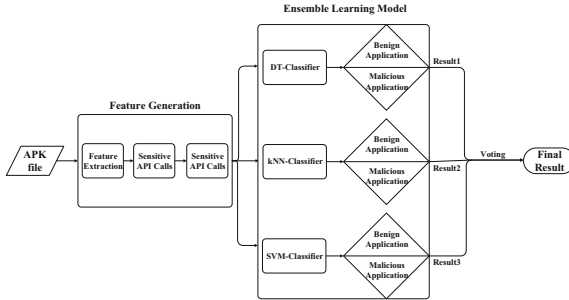 Ensemble Learning Model
Feature Generation
APK
file
Feature
Extraction
Sensitive
API Calls
Sensitive
API Calls
DT-Classifier
Benign
Application
Malicious
Application
Result1
kNN-Classifier
Benign
Application
Malicious
Application
Result2
SVM-Classifier
Benign
Application
Malicious
Application
Result3
Voting
Final
Result